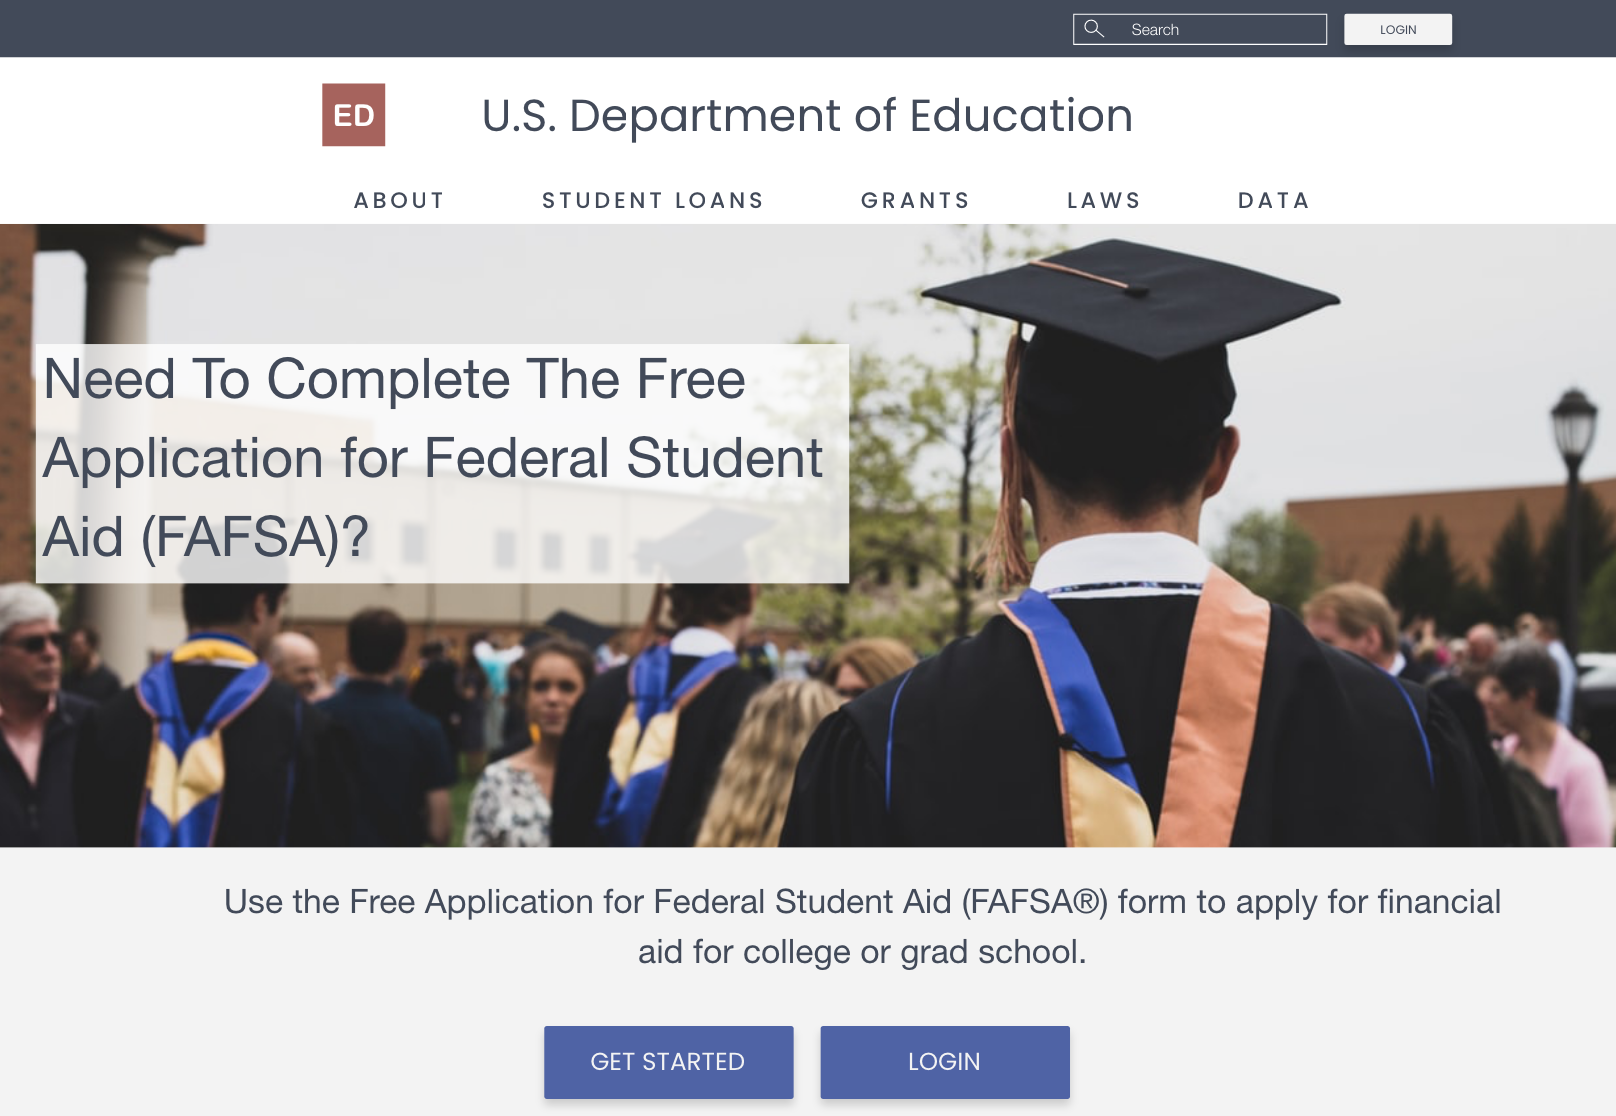 Search
LOGIN
ED
U.S. Department of Education
ABOUT
STUDENT LOANS
GRANTS
LAWS
DATA
Need To Complete The Free
Application for Federal Student
Aid (FAFSA)?
Use the Free Application for Federal Student Aid (FAFSA®) form to apply for financial
aid for college or grad school.
GET STARTED
LOGIN